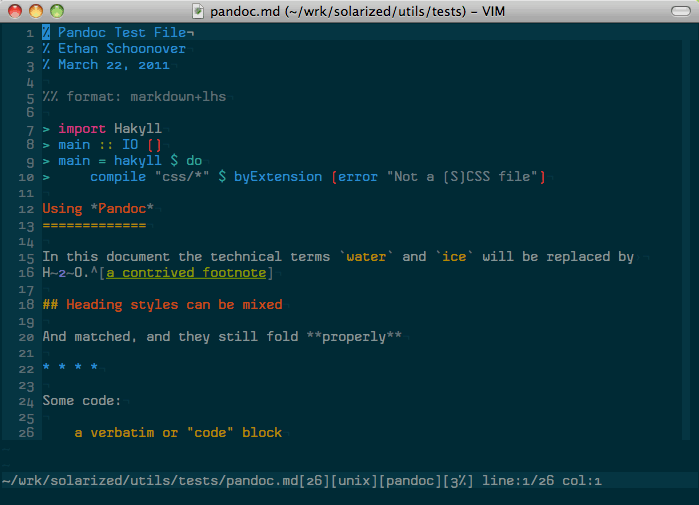 pandoc.md (~/wrk/solarized/utils/tests) – VIM
1 % Pandoc Test File¬
2 % Ethan Schoonover¬
3 % March 22, 2011¬
4 ¬
5 %% format: markdown+lhs¬
6 ¬
7 > import Hakyll¬
8 > main :: IO ()¬
9 > main = hakyll $ do¬
10 >     compile "css/*" $ byExtension (error "Not a (S)CSS file")¬
11 ¬
12 Using *Pandoc*¬
13 =============¬
14 ¬
15 In this document the technical terms `water` and `ice` will be replaced by ¬
16 H~2~O.^[a contrived footnote]¬
17 ¬
18 ## Heading styles can be mixed¬
19 ¬
20 And matched, and they still fold **properly**¬
21 ¬
22 * * * *¬
23 ¬
24 Some code:¬
25 ¬
26     a verbatim or "code" block¬
¬
¬
~/wrk/solarized/utils/tests/pandoc.md[26][unix][pandoc][3%] line:1/26 col:1